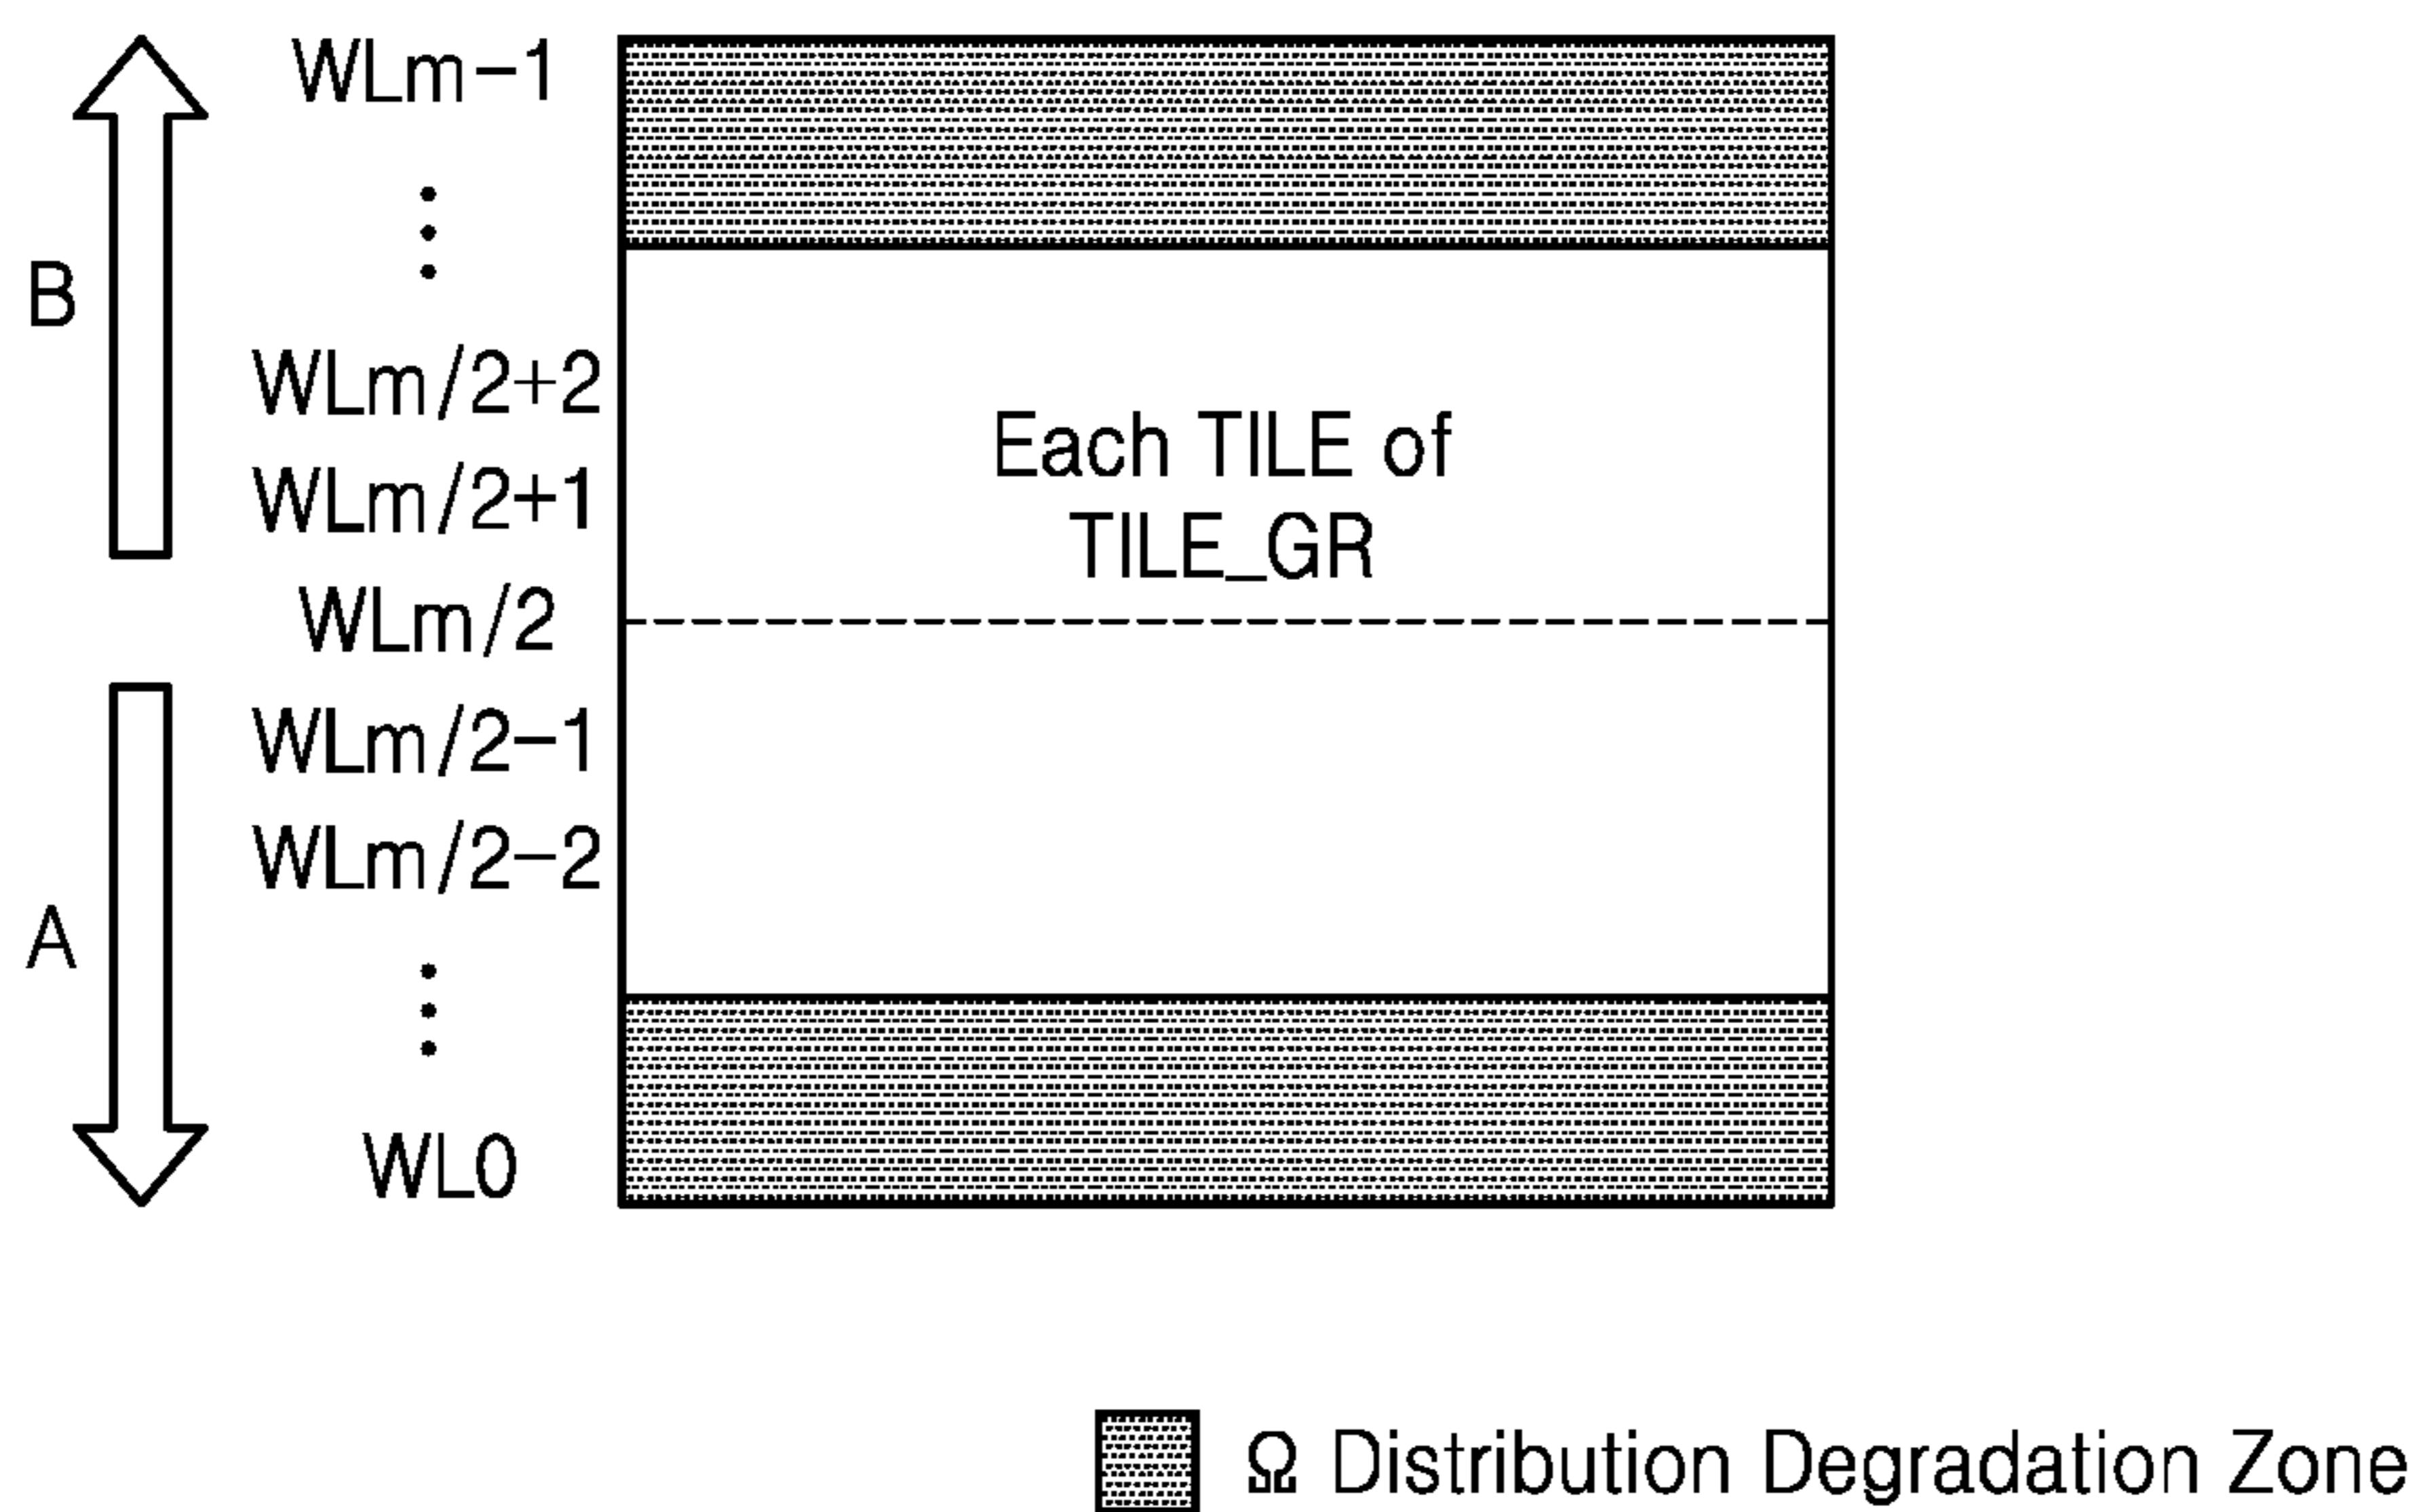 WLm-1
B
WLm/2+2
WLm/2+1
Each TILE of
TILE_GR
WLm/2
WLm/2-1
WLm/2-2
A
WL0
Ω Distribution Degradation Zone